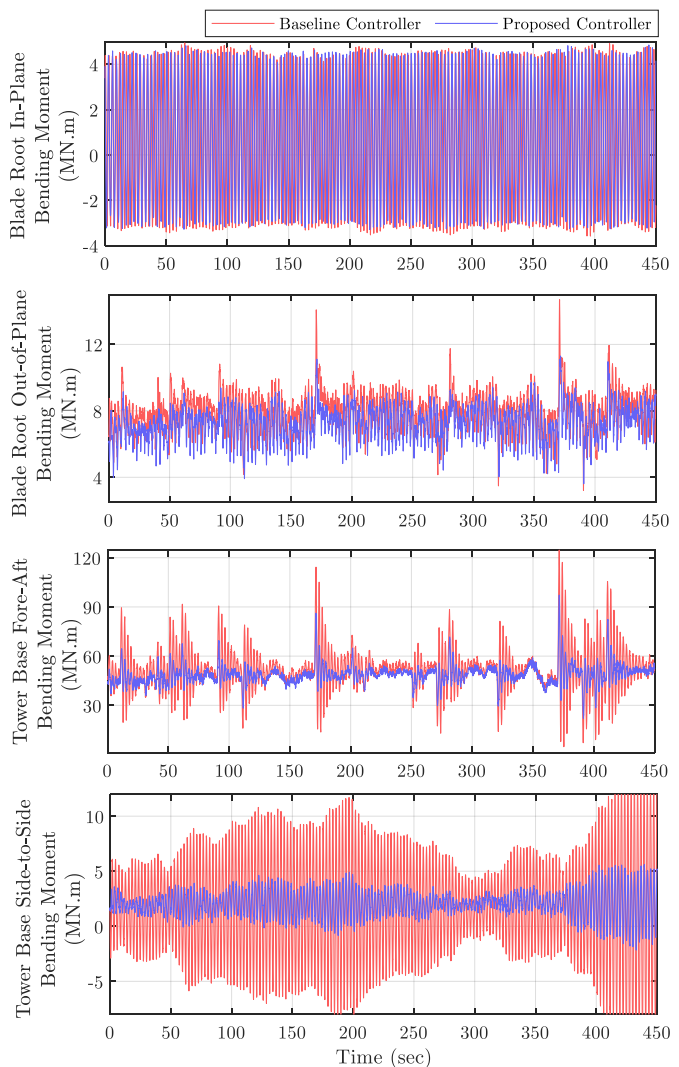 Baseline Controller Proposed Controller
Blade Root In-Plane
Bending Moment
(MN.m)
4
2
0
-2
-4
0 50 100 150 200 250 300 350 400 450
Blade Root Out-of-Plane
Bending Moment
(MN.m)
12
8
4
0 50 100 150 200 250 300 350 400 450
Tower Base Fore-Aft
Bending Moment
(MN.m)
120
90
60
30
0 50 100 150 200 250 300 350 400 450
Tower Base Side-to-Side
Bending Moment
(MN.m)
10
5
0
-5
0 50 100 150 200 250 300 350 400 450
Time (sec)